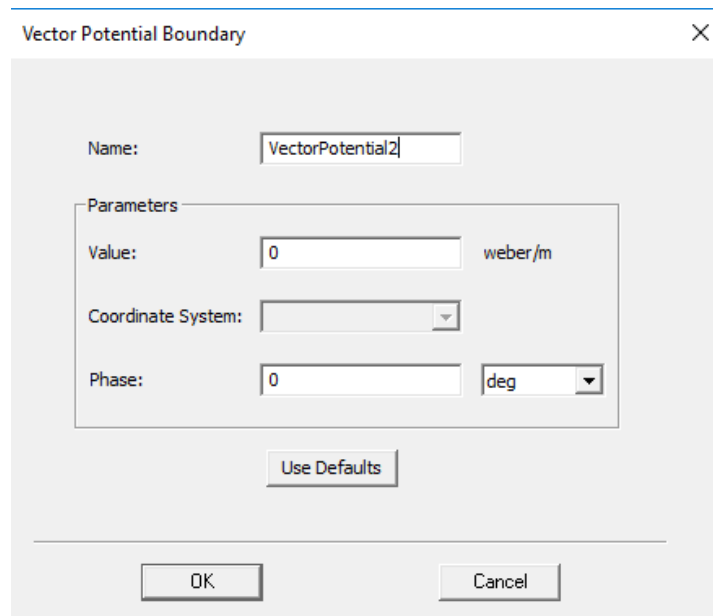 Vector Potential Boundary
Name: VectorPotential2
Parameters
Value: 0 weber/m
Coordinate System:
Phase: 0 deg
Use Defaults
OK Cancel